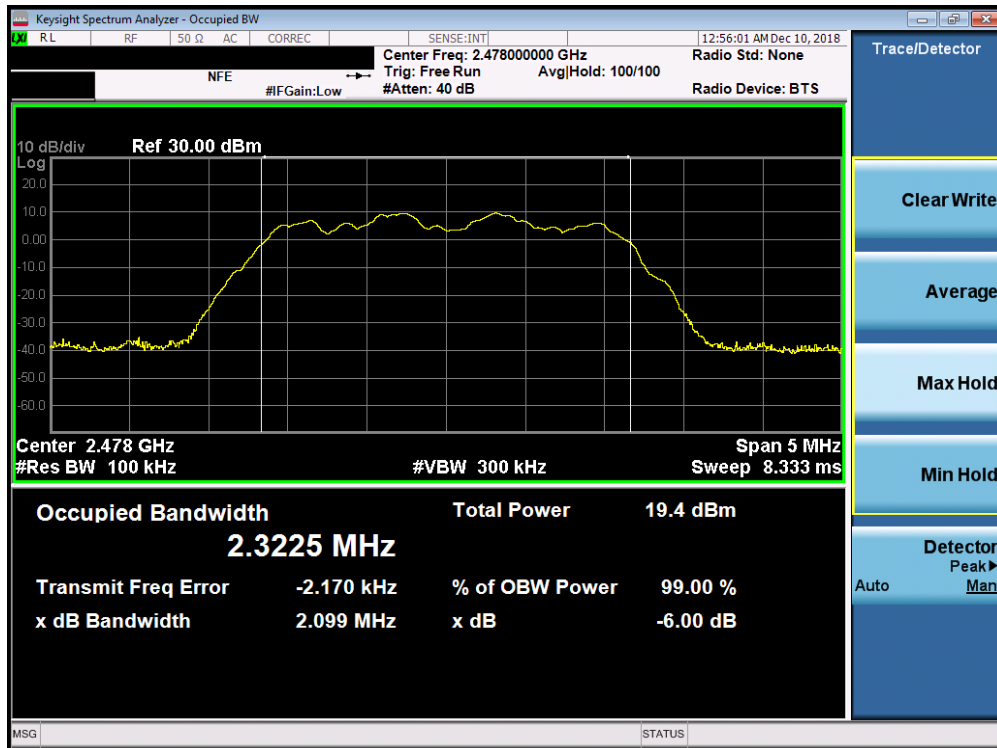 Keysight Spectrum Analyzer - Occupied BW
LXI RL RF 50 Ω AC CORREC SENSE:INT 12:56:01 AM Dec 10, 2018
Center Freq: 2.478000000 GHz Radio Std: None
NFE Trig: Free Run Avg|Hold: 100/100
#IFGain:Low #Atten: 40 dB Radio Device: BTS
10 dB/div Ref 30.00 dBm
Log
20.0
10.0
0.00
-10.0
-20.0
-30.0
-40.0
-50.0
-60.0
Center 2.478 GHz Span 5 MHz
#Res BW 100 kHz #VBW 300 kHz Sweep 8.333 ms
Occupied Bandwidth Total Power 19.4 dBm
2.3225 MHz
Transmit Freq Error -2.170 kHz % of OBW Power 99.00 %
x dB Bandwidth 2.099 MHz x dB -6.00 dB
MSG STATUS
Trace/Detector
Clear Write
Average
Max Hold
Min Hold
Detector
Peak▶
Auto Man